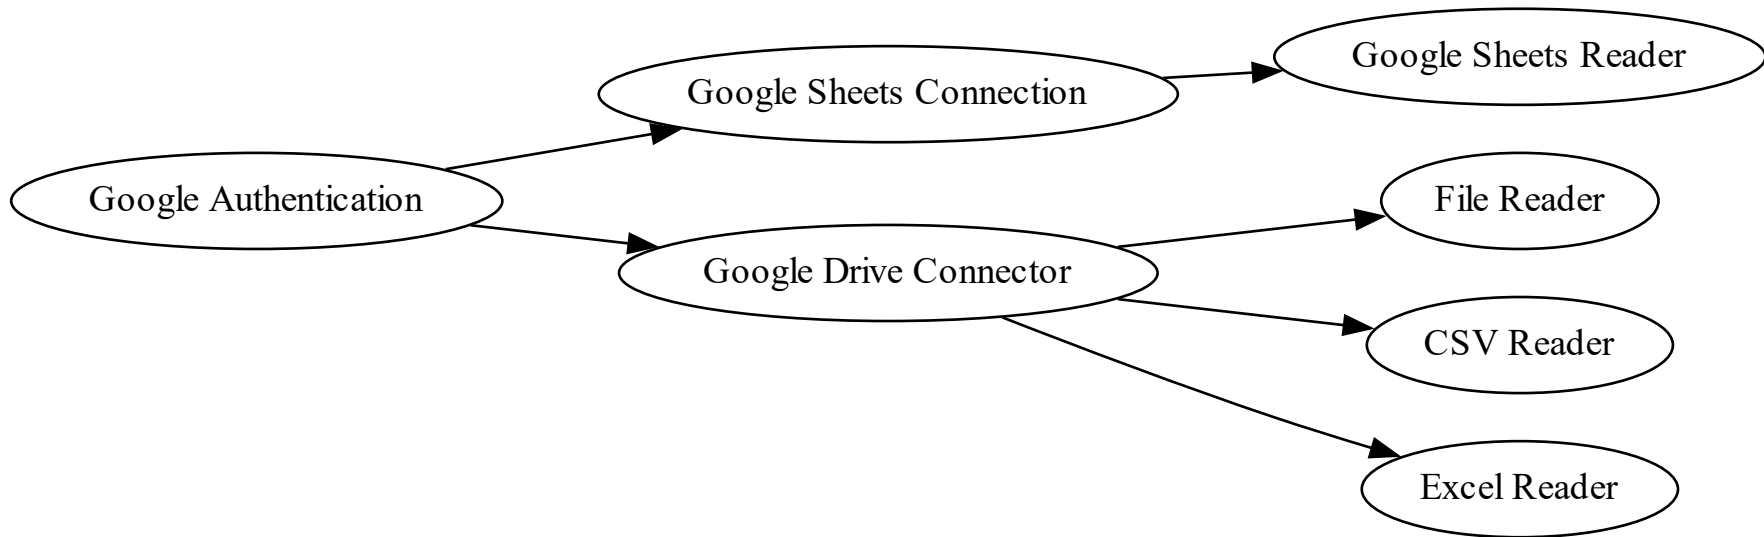 Google Sheets Reader
Google Sheets Connection
Google Authentication
File Reader
Google Drive Connector
CSV Reader
Excel Reader